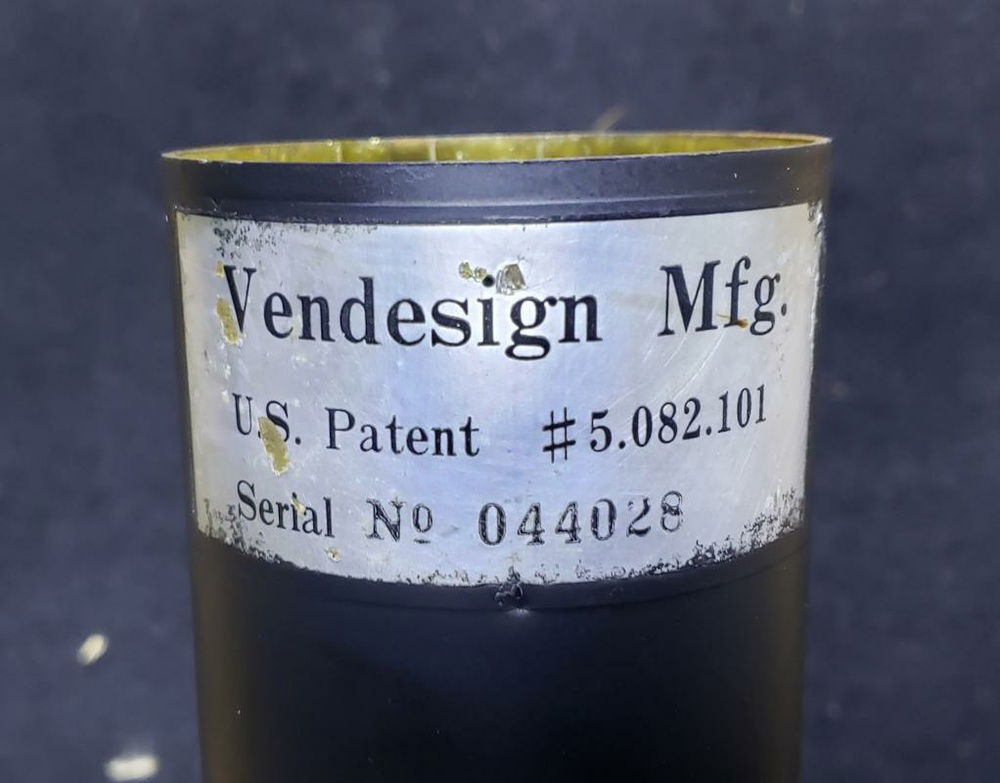 Vendesign Mfg.
U.S. Patent #5.082.101
Serial Nº 044028